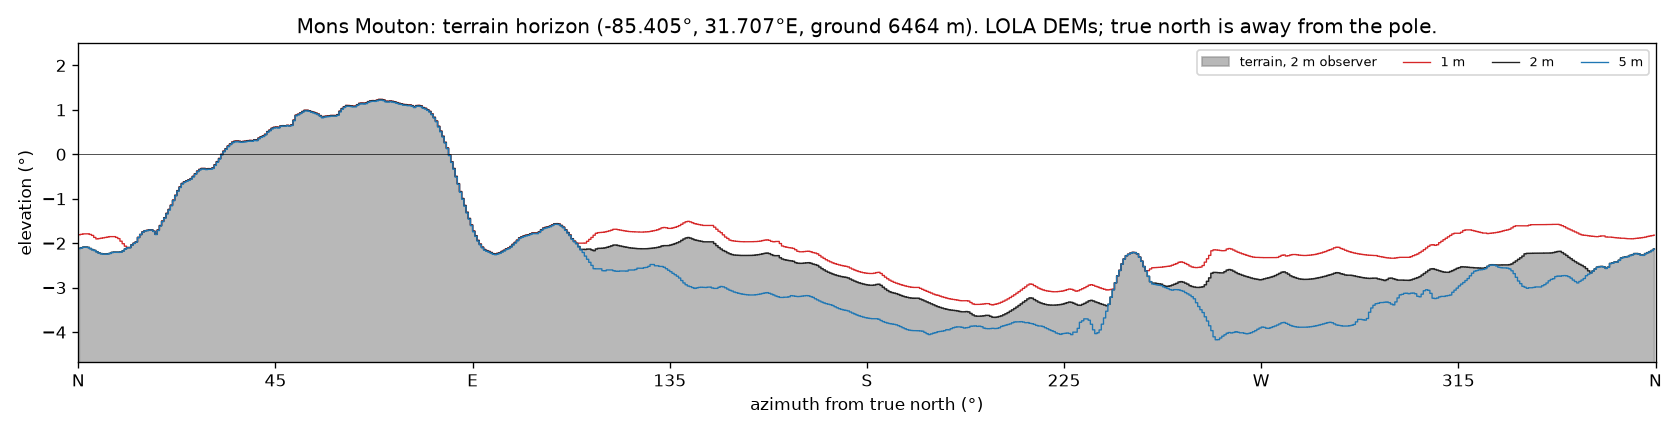 Mons Mouton: terrain horizon (-85.405°, 31.707°E, ground 6464 m). LOLA DEMs; true north is away from the pole.
terrain, 2 m observer 1 m 2 m 5 m
elevation (°)
2
1
0
−1
−2
−3
−4
N 45 E 135 S 225 W 315 N
azimuth from true north (°)